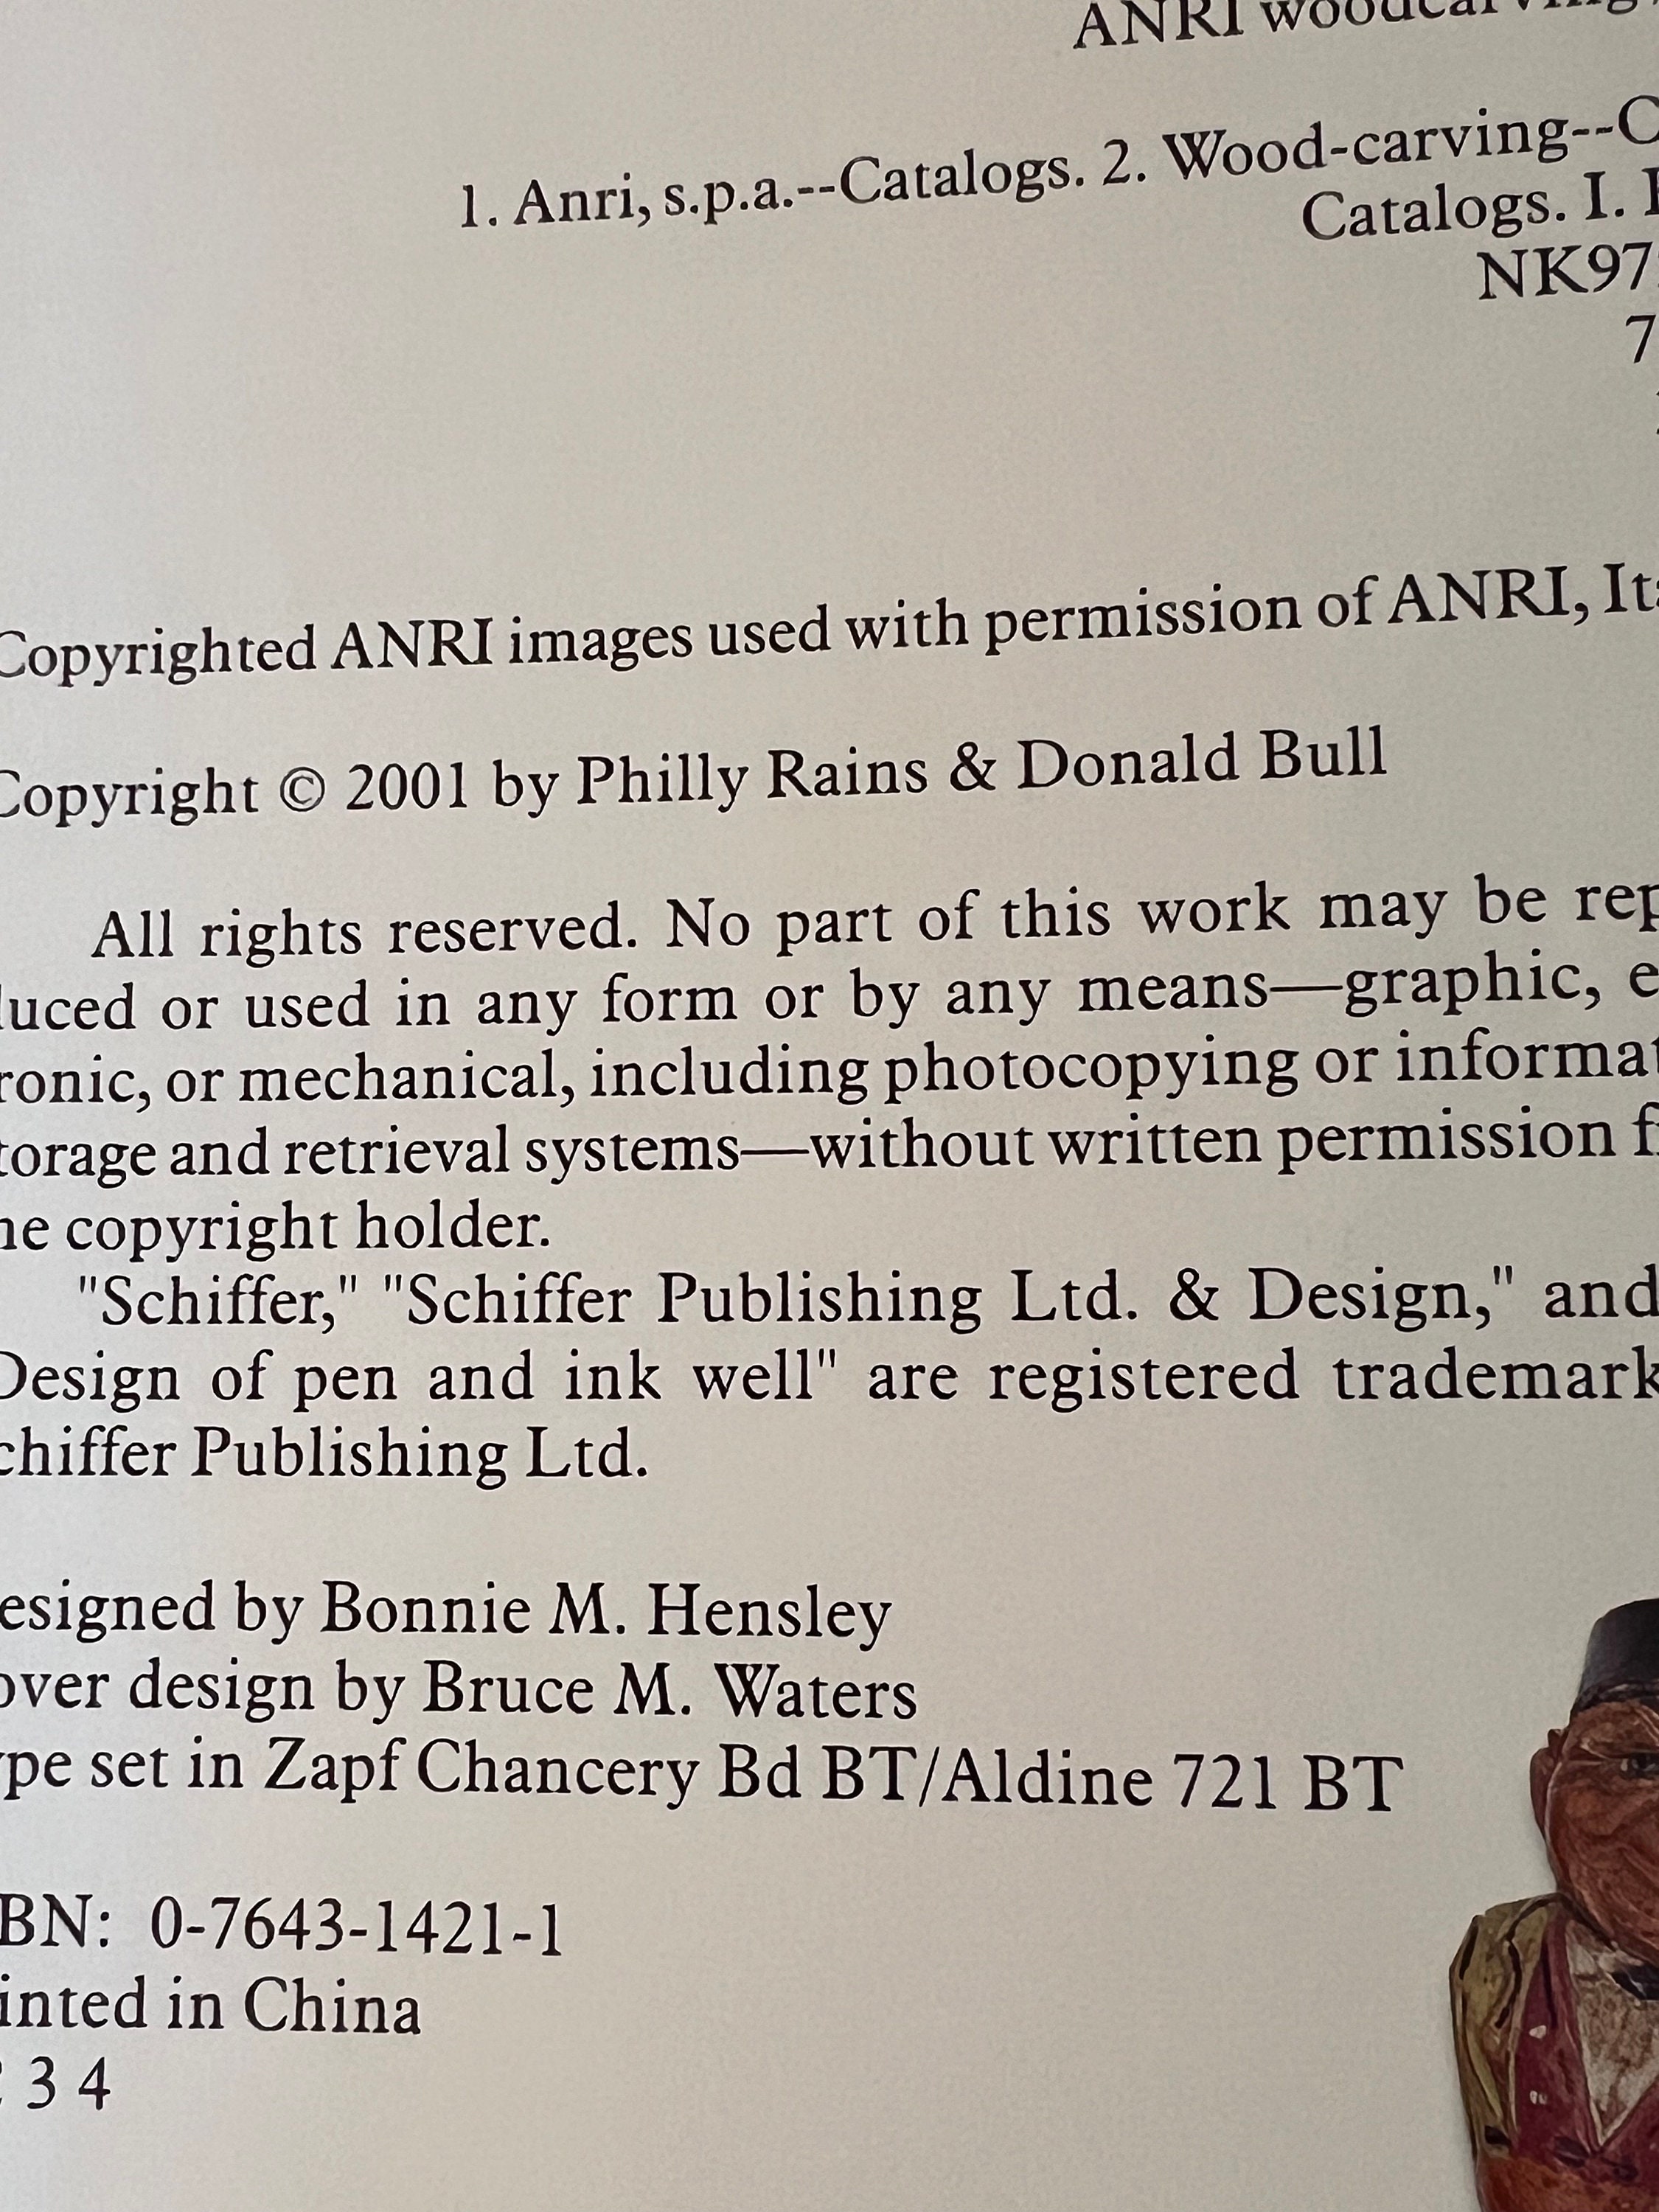 ANRI woodcarving
1. Anri, s.p.a.--Catalogs. 2. Wood-carving--C
Catalogs. I.
NK97
7
Copyrighted ANRI images used with permission of ANRI, Ita
Copyright © 2001 by Philly Rains & Donald Bull
All rights reserved. No part of this work may be rep
duced or used in any form or by any means—graphic, e
ronic, or mechanical, including photocopying or informat
torage and retrieval systems—without written permission f
he copyright holder.
"Schiffer," "Schiffer Publishing Ltd. & Design," and
Design of pen and ink well" are registered trademark
chiffer Publishing Ltd.
esigned by Bonnie M. Hensley
over design by Bruce M. Waters
ype set in Zapf Chancery Bd BT/Aldine 721 BT
BN: 0-7643-1421-1
inted in China
3 4